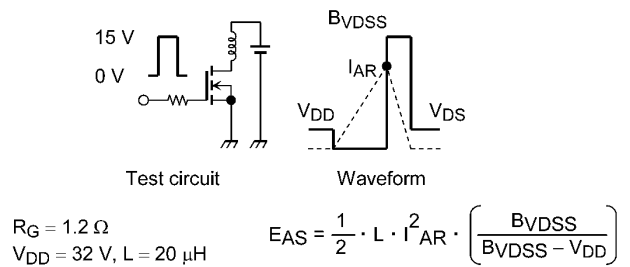 15 V
0 V
BVDSS
IAR
VDD
VDS
Test circuit
Waveform
RG = 1.2 Ω
VDD = 32 V, L = 20 μH
EAS = 1/2 · L · I²AR · (BVDSS / (BVDSS – VDD))